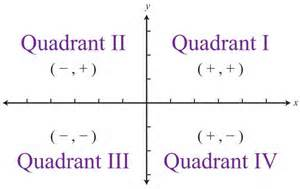 y
Quadrant II
Quadrant I
(−, +)
(+, +)
x
(−, −)
(+, −)
Quadrant III
Quadrant IV